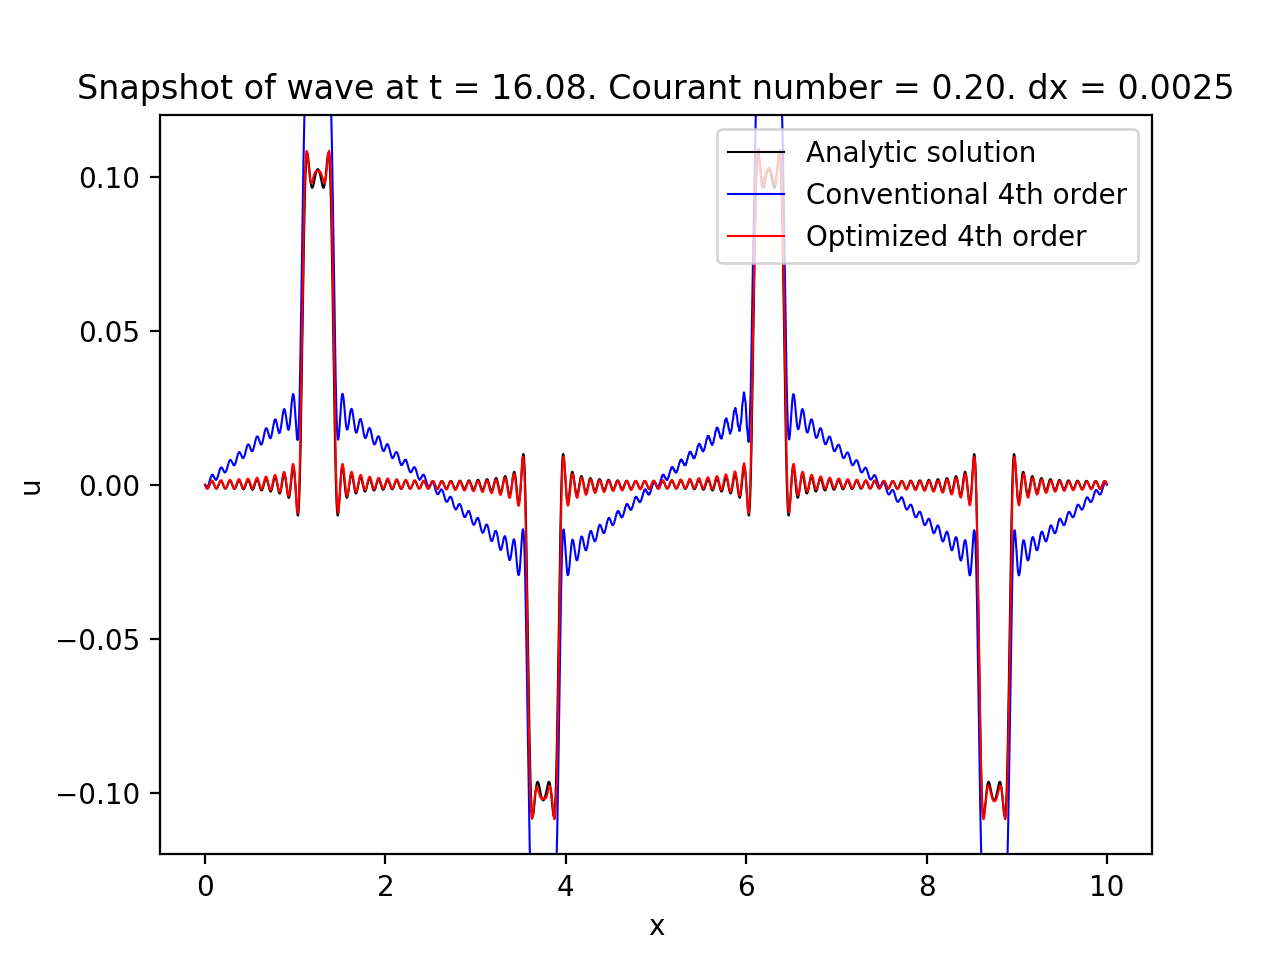 Snapshot of wave at t = 16.08. Courant number = 0.20. dx = 0.0025
Analytic solution
Conventional 4th order
Optimized 4th order
0.10
0.05
0.00
−0.05
−0.10
u
0 2 4 6 8 10
x